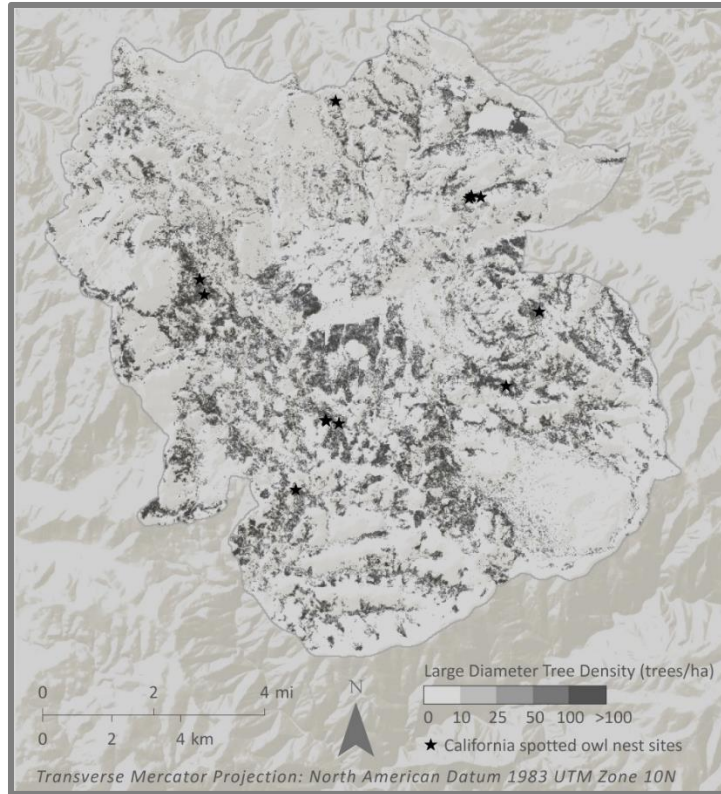 Large Diameter Tree Density (trees/ha)
0 2 4 mi
N
0 10 25 50 100 >100
0 2 4 km
California spotted owl nest sites
Transverse Mercator Projection: North American Datum 1983 UTM Zone 10N